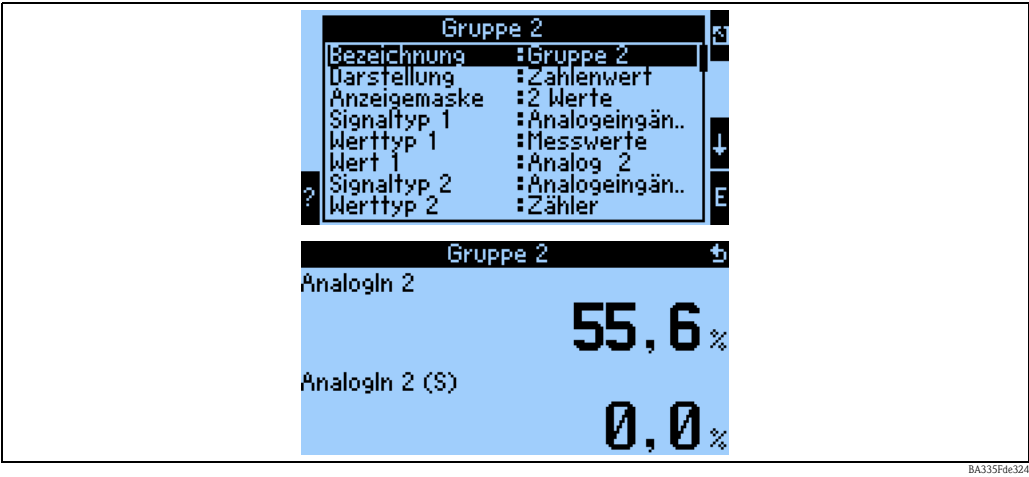 Gruppe 2
Bezeichnung :Gruppe 2
Darstellung :Zahlenwert
Anzeigemaske :2 Werte
Signaltyp 1 :Analogeingän..
Werttyp 1 :Messwerte
Wert 1 :Analog 2
Signaltyp 2 :Analogeingän..
Werttyp 2 :Zähler
?
E
Gruppe 2
AnalogIn 2
55,6 %
AnalogIn 2 (S)
0,0 %
BA335Fde324